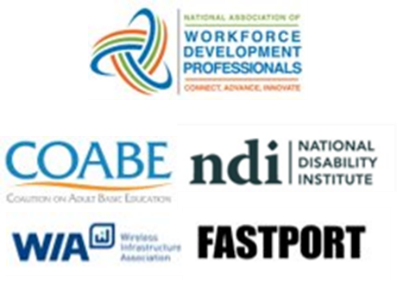 NATIONAL ASSOCIATION OF
WORKFORCE
DEVELOPMENT
PROFESSIONALS
CONNECT, ADVANCE, INNOVATE
COABE
COALITION ON ADULT BASIC EDUCATION
ndi
NATIONAL
DISABILITY
INSTITUTE
WIA
Wireless
Infrastructure
Association
FASTPORT